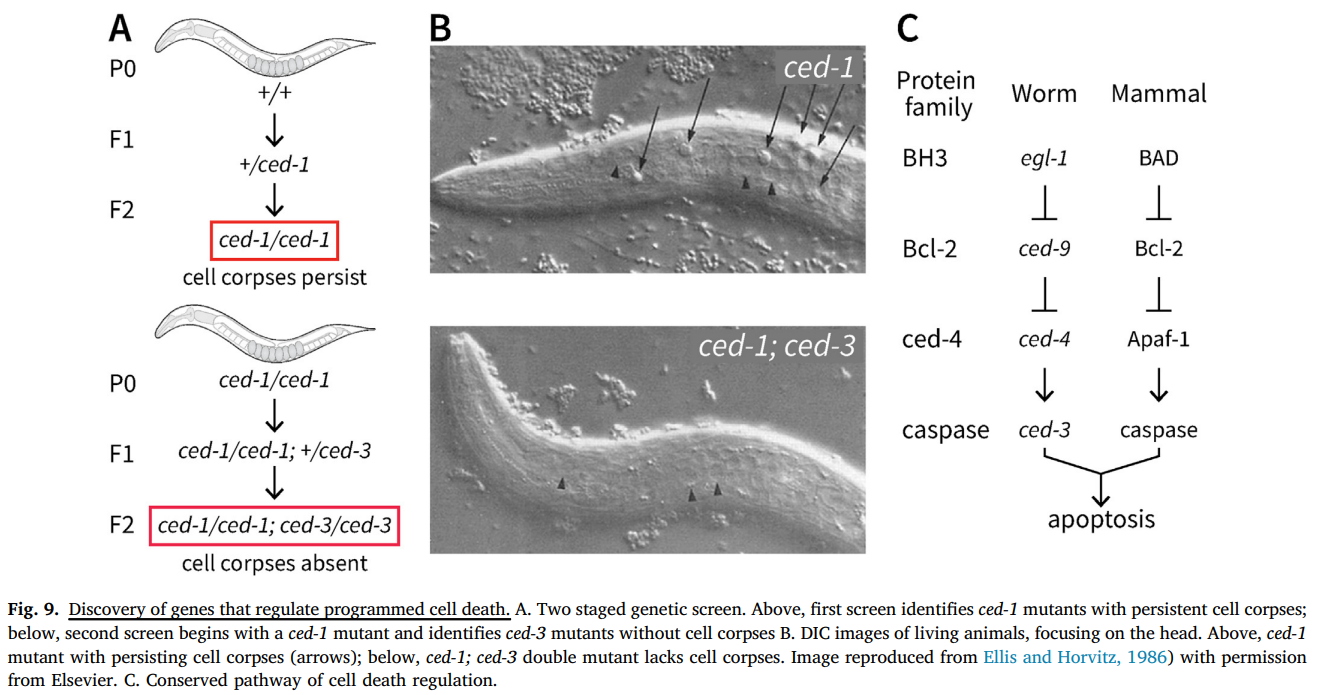 A
P0
+/+
F1
+/ced-1
F2
ced-1/ced-1
cell corpses persist
P0
ced-1/ced-1
F1
ced-1/ced-1; +/ced-3
F2
ced-1/ced-1; ced-3/ced-3
cell corpses absent
B
ced-1
ced-1; ced-3
C
Protein
family
Worm
Mammal
BH3
egl-1
BAD
Bcl-2
ced-9
Bcl-2
ced-4
ced-4
Apaf-1
caspase
ced-3
caspase
apoptosis
Fig. 9. Discovery of genes that regulate programmed cell death. A. Two staged genetic screen. Above, first screen identifies ced-1 mutants with persistent cell corpses;
below, second screen begins with a ced-1 mutant and identifies ced-3 mutants without cell corpses B. DIC images of living animals, focusing on the head. Above, ced-1
mutant with persisting cell corpses (arrows); below, ced-1; ced-3 double mutant lacks cell corpses. Image reproduced from Ellis and Horvitz, 1986) with permission
from Elsevier. C. Conserved pathway of cell death regulation.